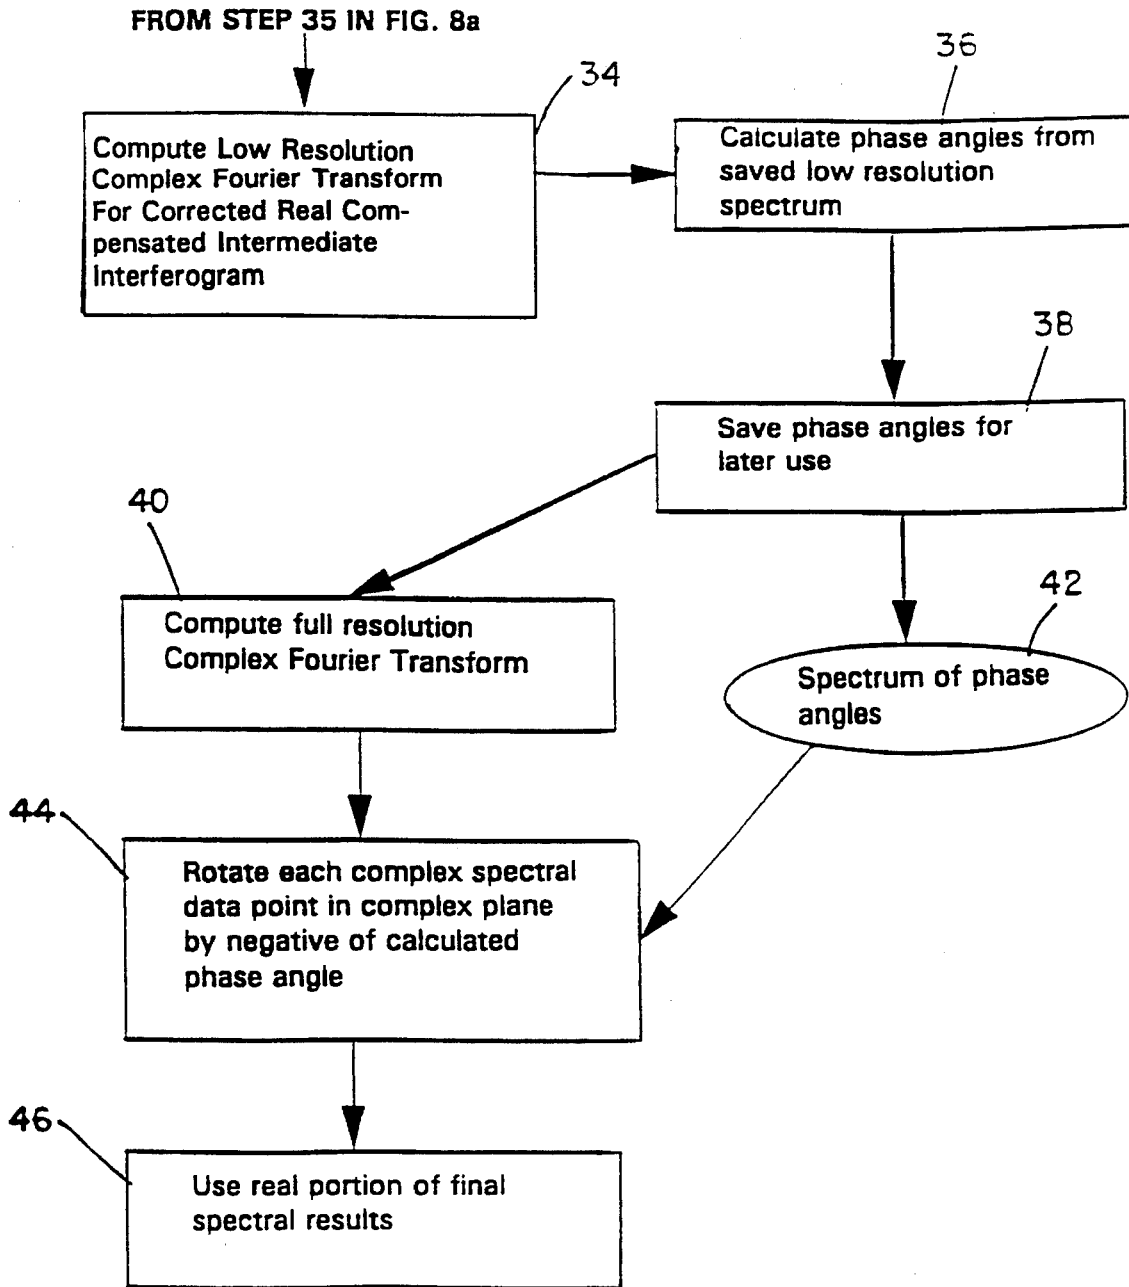 FROM STEP 35 IN FIG. 8a
34
36
Compute Low Resolution
Complex Fourier Transform
For Corrected Real Com-
pensated Intermediate
Interferogram
Calculate phase angles from
saved low resolution
spectrum
38
Save phase angles for
later use
40
Compute full resolution
Complex Fourier Transform
42
Spectrum of phase
angles
44
Rotate each complex spectral
data point in complex plane
by negative of calculated
phase angle
46
Use real portion of final
spectral results